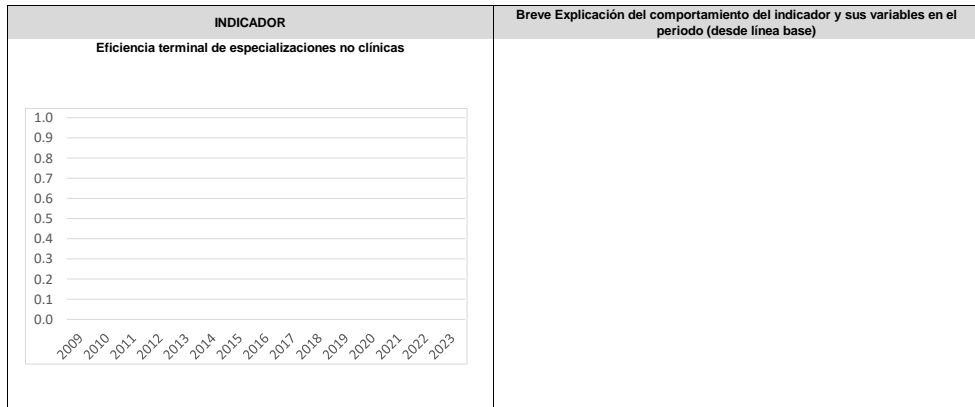 INDICADOR
Breve Explicación del comportamiento del indicador y sus variables en el
periodo (desde línea base)
Eficiencia terminal de especializaciones no clínicas
1.0
0.9
0.8
0.7
0.6
0.5
0.4
0.3
0.2
0.1
0.0
2009 2010 2011 2012 2013 2014 2015 2016 2017 2018 2019 2020 2021 2022 2023